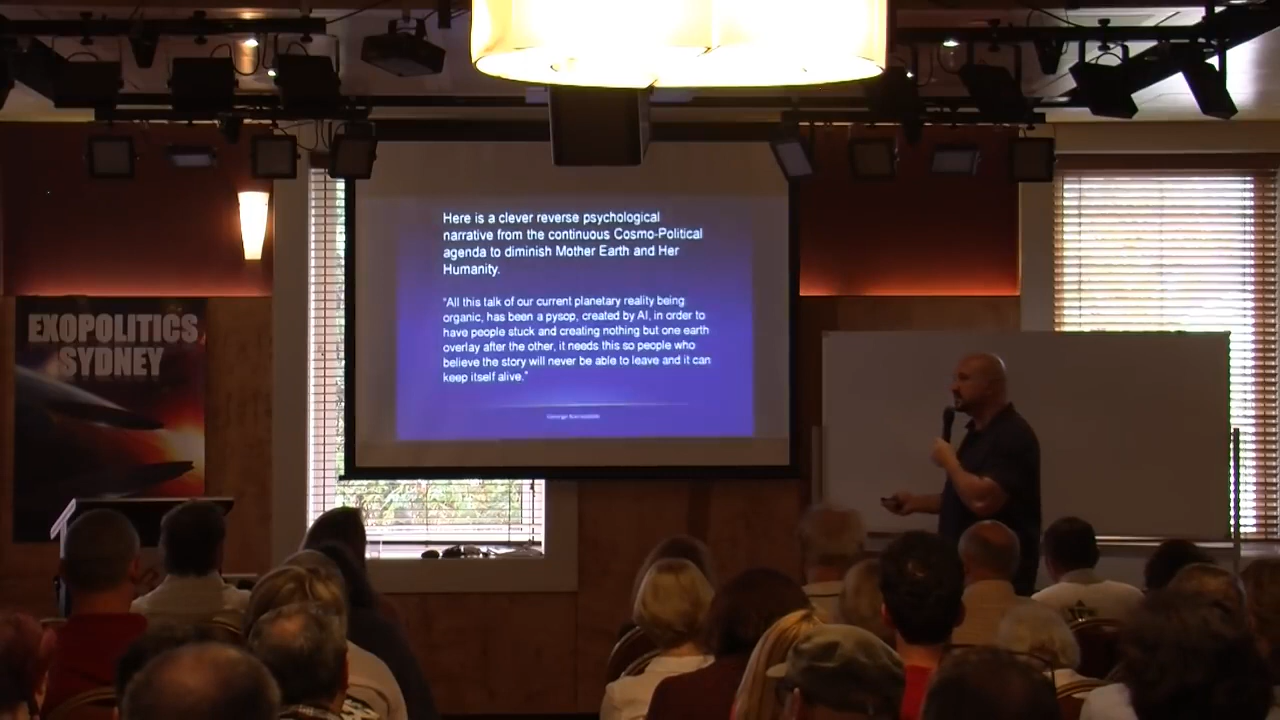 EXOPOLITICS
SYDNEY
Here is a clever reverse psychological
narrative from the continuous Cosmo-Political
agenda to diminish Mother Earth and Her
Humanity.
"All this talk of our current planetary reality being
organic, has been a pysop, created by AI, in order to
have people stuck and creating nothing but one earth
overlay after the other, it needs this so people who
believe the story will never be able to leave and it can
keep itself alive."
George